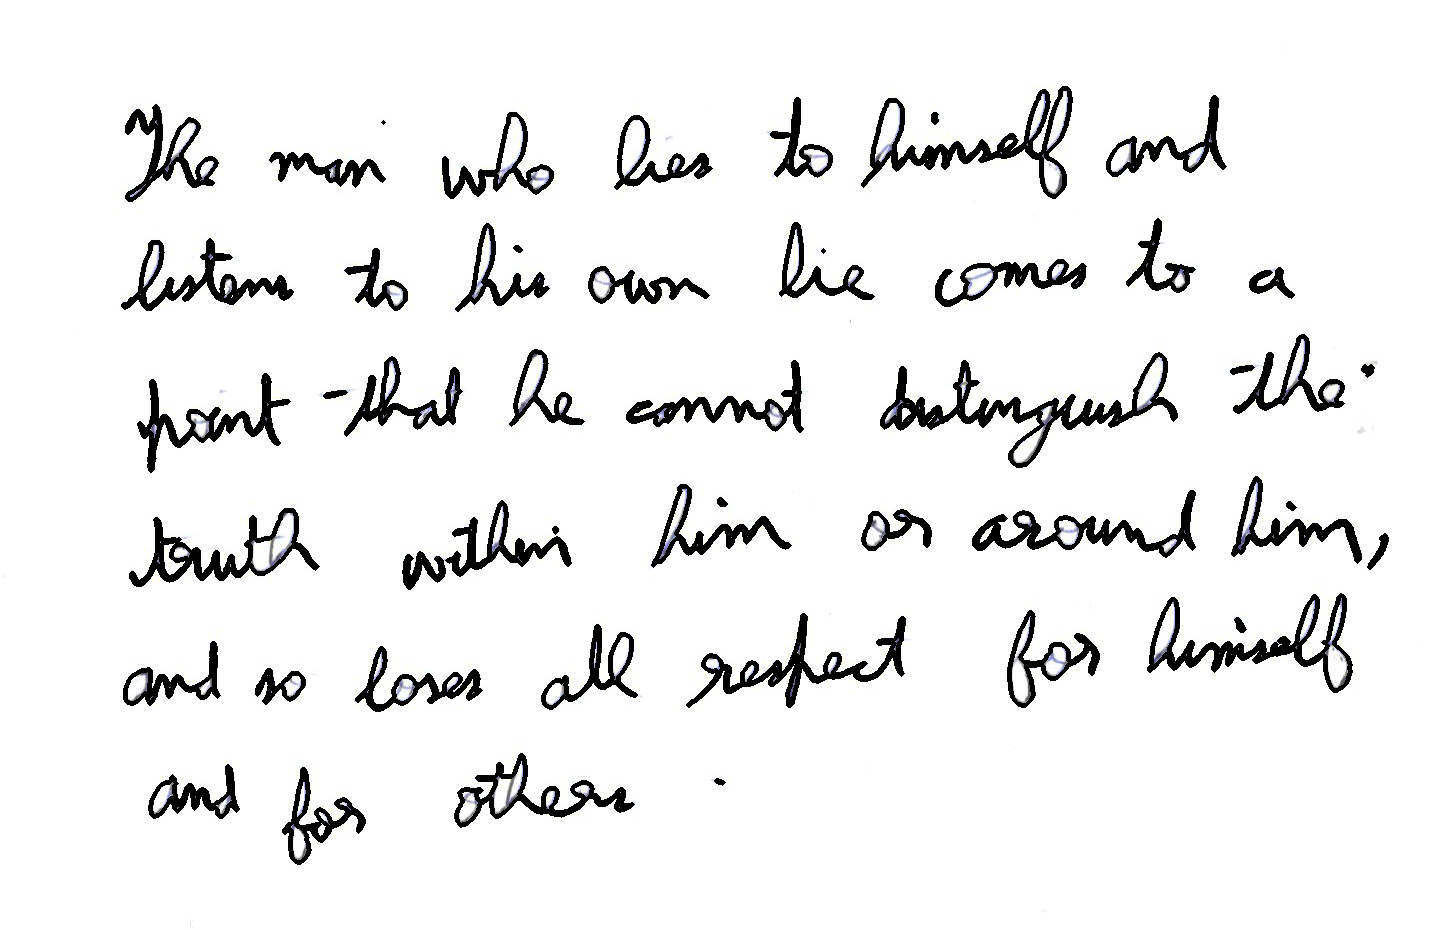 The man who lies to himself and
listens to his own lie comes to a
point that he cannot distinguish the
truth within him or around him,
and so loses all respect for himself
and for others.